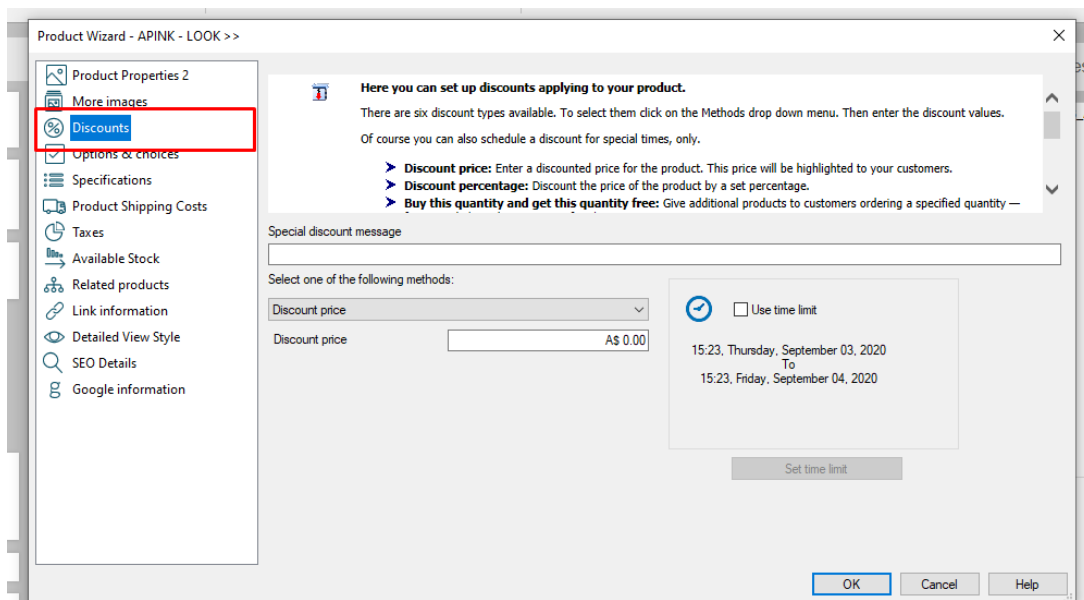 Product Wizard - APINK - LOOK >>
Product Properties 2
More images
Discounts
Options & choices
Specifications
Product Shipping Costs
Taxes
Available Stock
Related products
Link information
Detailed View Style
SEO Details
Google information
Here you can set up discounts applying to your product.
There are six discount types available. To select them click on the Methods drop down menu. Then enter the discount values.
Of course you can also schedule a discount for special times, only.
Discount price: Enter a discounted price for the product. This price will be highlighted to your customers.
Discount percentage: Discount the price of the product by a set percentage.
Buy this quantity and get this quantity free: Give additional products to customers ordering a specified quantity —
Special discount message
Select one of the following methods:
Discount price
Discount price
A$ 0.00
Use time limit
15:23, Thursday, September 03, 2020
To
15:23, Friday, September 04, 2020
Set time limit
OK
Cancel
Help